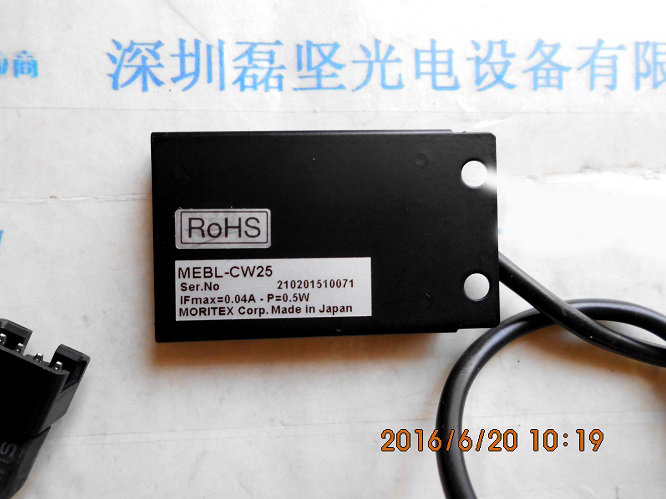 深圳磊坚光电设备有限
RoHS
MEBL-CW25
Ser.No 210201510071
IFmax=0.04A - P=0.5W
MORITEX Corp. Made in Japan
2016/6/20 10:19